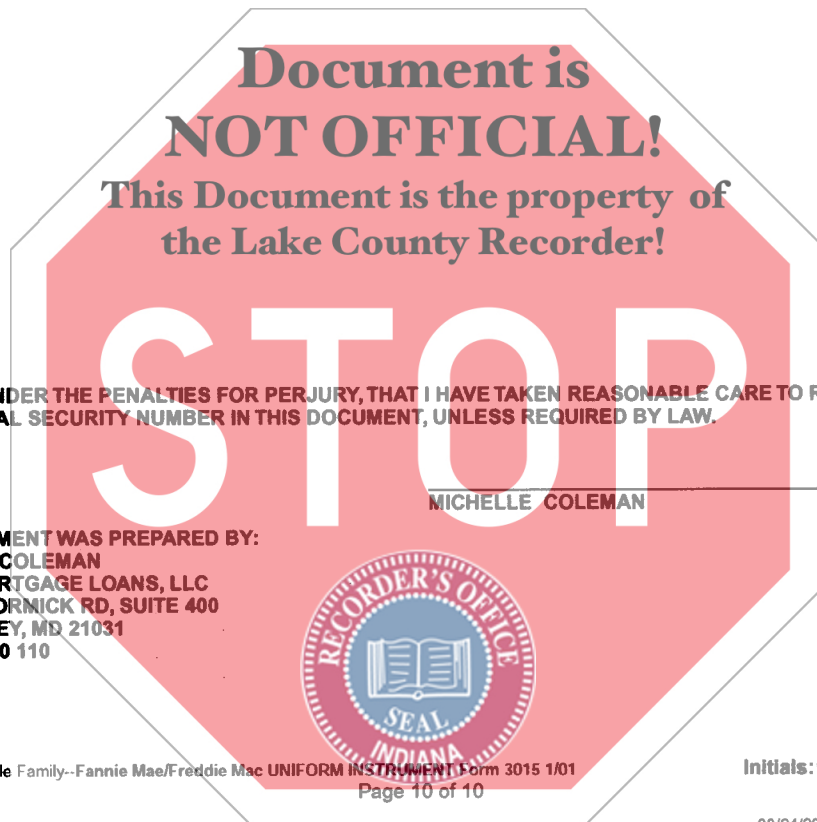 Document is
NOT OFFICIAL!
This Document is the property of
the Lake County Recorder!
STOP
NDER THE PENALTIES FOR PERJURY, THAT I HAVE TAKEN REASONABLE CARE TO R
AL SECURITY NUMBER IN THIS DOCUMENT, UNLESS REQUIRED BY LAW.
MICHELLE COLEMAN
MENT WAS PREPARED BY:
COLEMAN
RTGAGE LOANS, LLC
ORMICK RD, SUITE 400
EY, MD 21031
0 110
RECORDER'S OFFICE
SEAL
INDIANA
le Family--Fannie Mae/Freddie Mac UNIFORM INSTRUMENT Form 3015 1/01
Initials:
Page 10 of 10